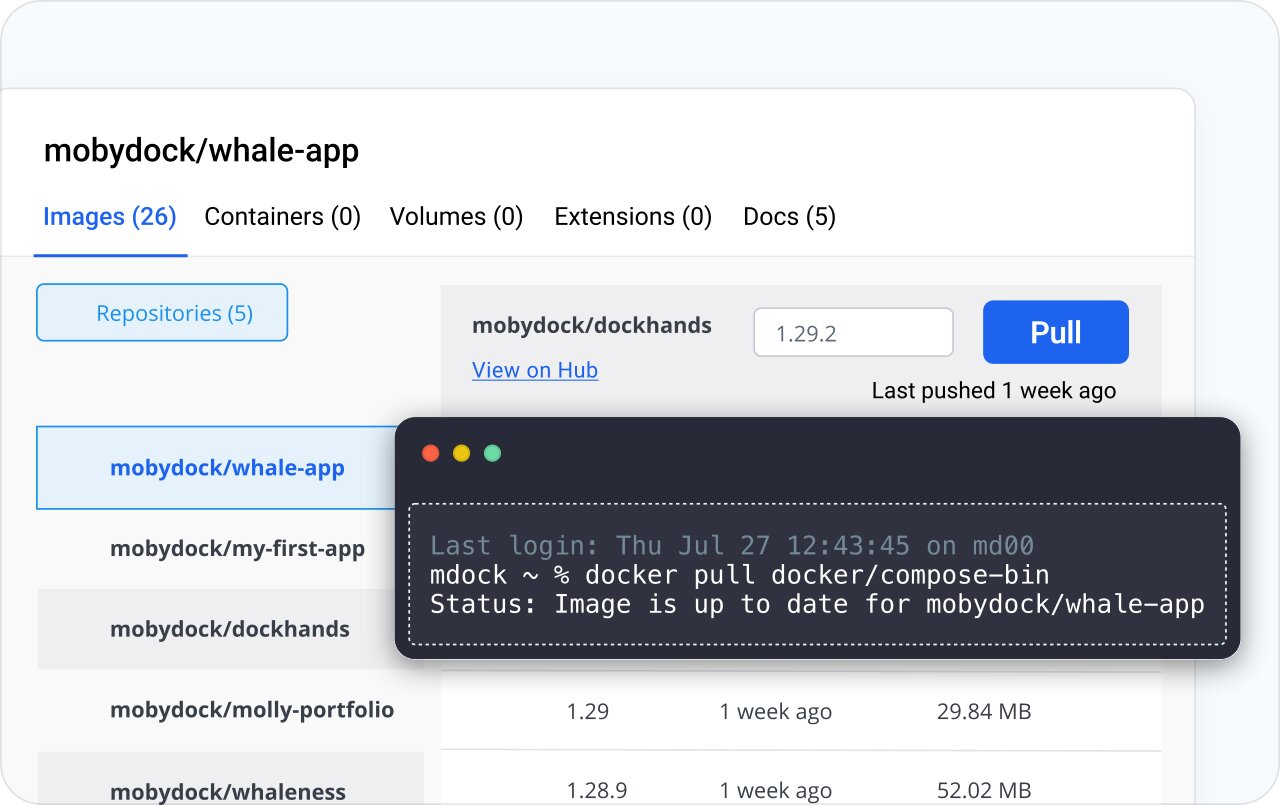 mobydock/whale-app
Images (26) Containers (0) Volumes (0) Extensions (0) Docs (5)
Repositories (5)
mobydock/whale-app
mobydock/my-first-app
mobydock/dockhands
mobydock/molly-portfolio
mobydock/whaleness
mobydock/dockhands
1.29.2
Pull
View on Hub
Last pushed 1 week ago
Last login: Thu Jul 27 12:43:45 on md00
mdock ~ % docker pull docker/compose-bin
Status: Image is up to date for mobydock/whale-app
1.29 1 week ago 29.84 MB
1.28.9 1 week ago 52.02 MB